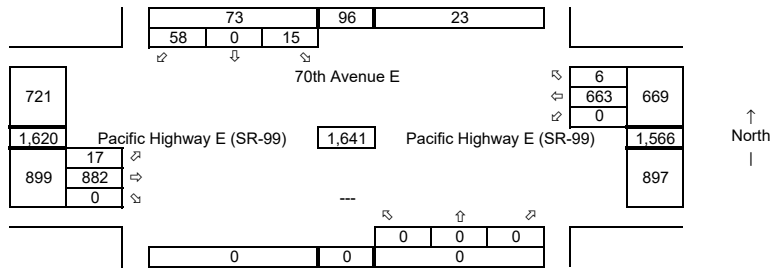 73 96 23
58 0 15
⬃ ⇩ ⬂
70th Avenue E ⬁ 6
721 ⇦ 663 669
⬃ 0
↑
1,620 Pacific Highway E (SR-99) 1,641 Pacific Highway E (SR-99) 1,566 North
17 ⬀ |
899 882 ⇨ 897
0 ⬂ ---
⬁ ⇧ ⬀
0 0 0
0 0 0